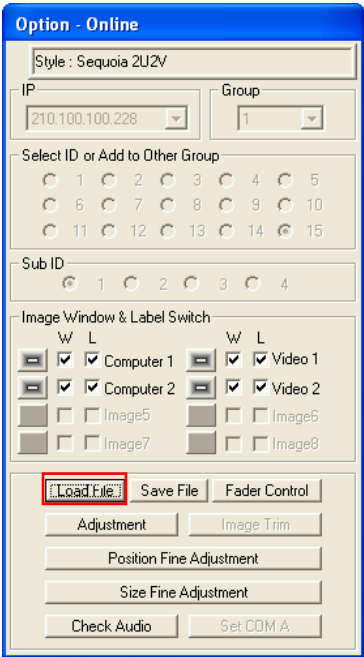 Option - Online
Style : Sequoia 2U2V
IP Group
210.100.100.228 1
Select ID or Add to Other Group
1 2 3 4 5
6 7 8 9 10
11 12 13 14 15
Sub ID
1 2 3 4
Image Window & Label Switch
W L W L
Computer 1 Video 1
Computer 2 Video 2
Image5 Image6
Image7 Image8
Load File Save File Fader Control
Adjustment Image Trim
Position Fine Adjustment
Size Fine Adjustment
Check Audio Set COM A